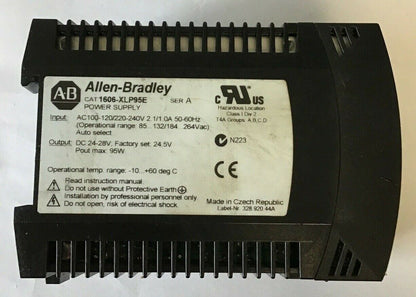 A-B Allen-Bradley
CAT 1606-XLP95E SER A
POWER SUPPLY
Input: AC100-120/220-240V 2.1/1.0A 50-60Hz
(Operational range: 85...132/184...264Vac)
Auto select
Output: DC 24-28V; Factory set: 24.5V
Pout max: 95W
Operational temp. range: -10...+60 deg C
Read instruction manual.
Do not use without Protective Earth
Installation by professional personnel only.
Do not open, risk of electrical shock.
C UR US
Hazardous Location
Class I Div 2
T4A Groups, A,B,C,D
N223
Made in Czech Republic
Label-Nr. 328.920.44A